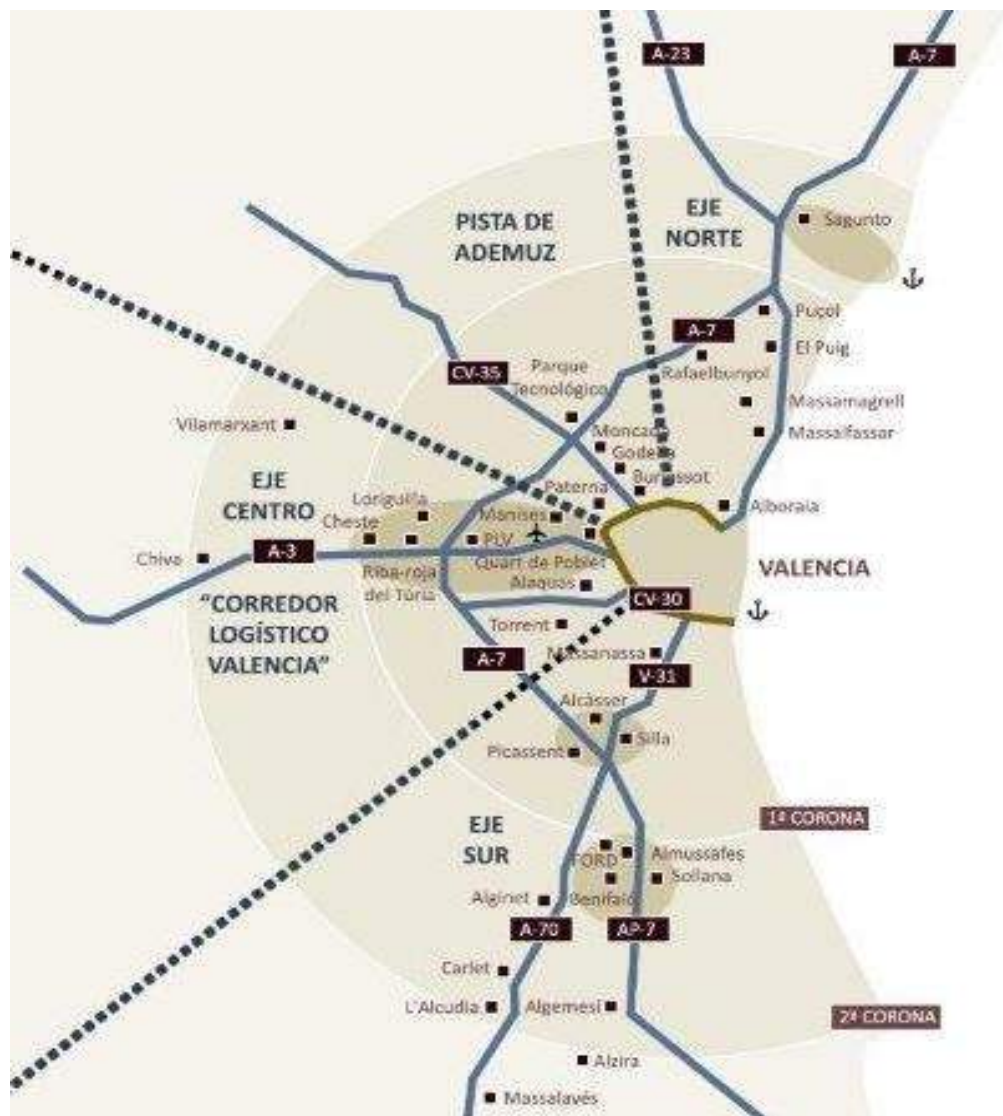 A-23
A-7
PISTA DE
ADEMUZ
EJE
NORTE
Sagunto
Puçol
A-7
El Puig
Rafaelbunyol
CV-35
Parque
Tecnológico
Massamagrell
Vilamarxant
Moncada
Massalfassar
Godella
Burjassot
EJE
CENTRO
Loriguilla
Paterna
Alboraia
Cheste
Manises
Chiva
A-3
PLV
Quart de Poblet
VALENCIA
Riba-roja
del Túria
Alaquas
CV-30
"CORREDOR
LOGÍSTICO
VALENCIA"
Torrent
A-7
Massanassa
V-31
Alcàsser
Silla
Picassent
1ª CORONA
EJE
SUR
FORD
Almussafes
Sollana
Alginet
Benifaió
A-70
AP-7
Carlet
L'Alcudia
Algemesí
2ª CORONA
Alzira
Massalavés